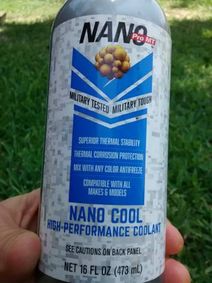 NANO
Pro MT
MILITARY TESTED MILITARY TOUGH
SUPERIOR THERMAL STABILITY
THERMAL CORROSION PROTECTION
MIX WITH ANY COLOR ANTIFREEZE
COMPATIBLE WITH ALL
MAKES & MODELS
NANO COOL
HIGH-PERFORMANCE COOLANT
SEE CAUTIONS ON BACK PANEL
NET 16 FL OZ (473 mL)